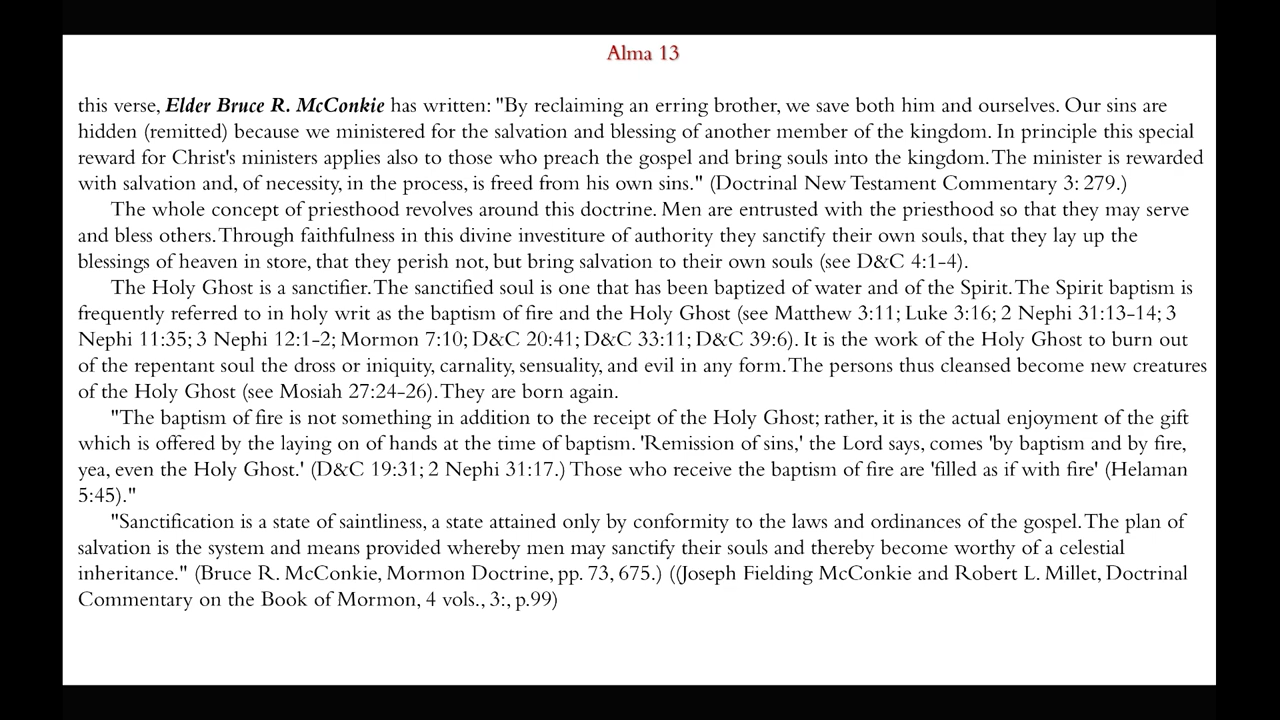 Alma 13
this verse, Elder Bruce R. McConkie has written: "By reclaiming an erring brother, we save both him and ourselves. Our sins are
hidden (remitted) because we ministered for the salvation and blessing of another member of the kingdom. In principle this special
reward for Christ's ministers applies also to those who preach the gospel and bring souls into the kingdom. The minister is rewarded
with salvation and, of necessity, in the process, is freed from his own sins." (Doctrinal New Testament Commentary 3: 279.)
The whole concept of priesthood revolves around this doctrine. Men are entrusted with the priesthood so that they may serve
and bless others. Through faithfulness in this divine investiture of authority they sanctify their own souls, that they lay up the
blessings of heaven in store, that they perish not, but bring salvation to their own souls (see D&C 4:1-4).
The Holy Ghost is a sanctifier. The sanctified soul is one that has been baptized of water and of the Spirit. The Spirit baptism is
frequently referred to in holy writ as the baptism of fire and the Holy Ghost (see Matthew 3:11; Luke 3:16; 2 Nephi 31:13-14; 3
Nephi 11:35; 3 Nephi 12:1-2; Mormon 7:10; D&C 20:41; D&C 33:11; D&C 39:6). It is the work of the Holy Ghost to burn out
of the repentant soul the dross or iniquity, carnality, sensuality, and evil in any form. The persons thus cleansed become new creatures
of the Holy Ghost (see Mosiah 27:24-26). They are born again.
"The baptism of fire is not something in addition to the receipt of the Holy Ghost; rather, it is the actual enjoyment of the gift
which is offered by the laying on of hands at the time of baptism. 'Remission of sins,' the Lord says, comes 'by baptism and by fire,
yea, even the Holy Ghost.' (D&C 19:31; 2 Nephi 31:17.) Those who receive the baptism of fire are 'filled as if with fire' (Helaman
5:45)."
"Sanctification is a state of saintliness, a state attained only by conformity to the laws and ordinances of the gospel. The plan of
salvation is the system and means provided whereby men may sanctify their souls and thereby become worthy of a celestial
inheritance." (Bruce R. McConkie, Mormon Doctrine, pp. 73, 675.) ((Joseph Fielding McConkie and Robert L. Millet, Doctrinal
Commentary on the Book of Mormon, 4 vols., 3:, p.99)